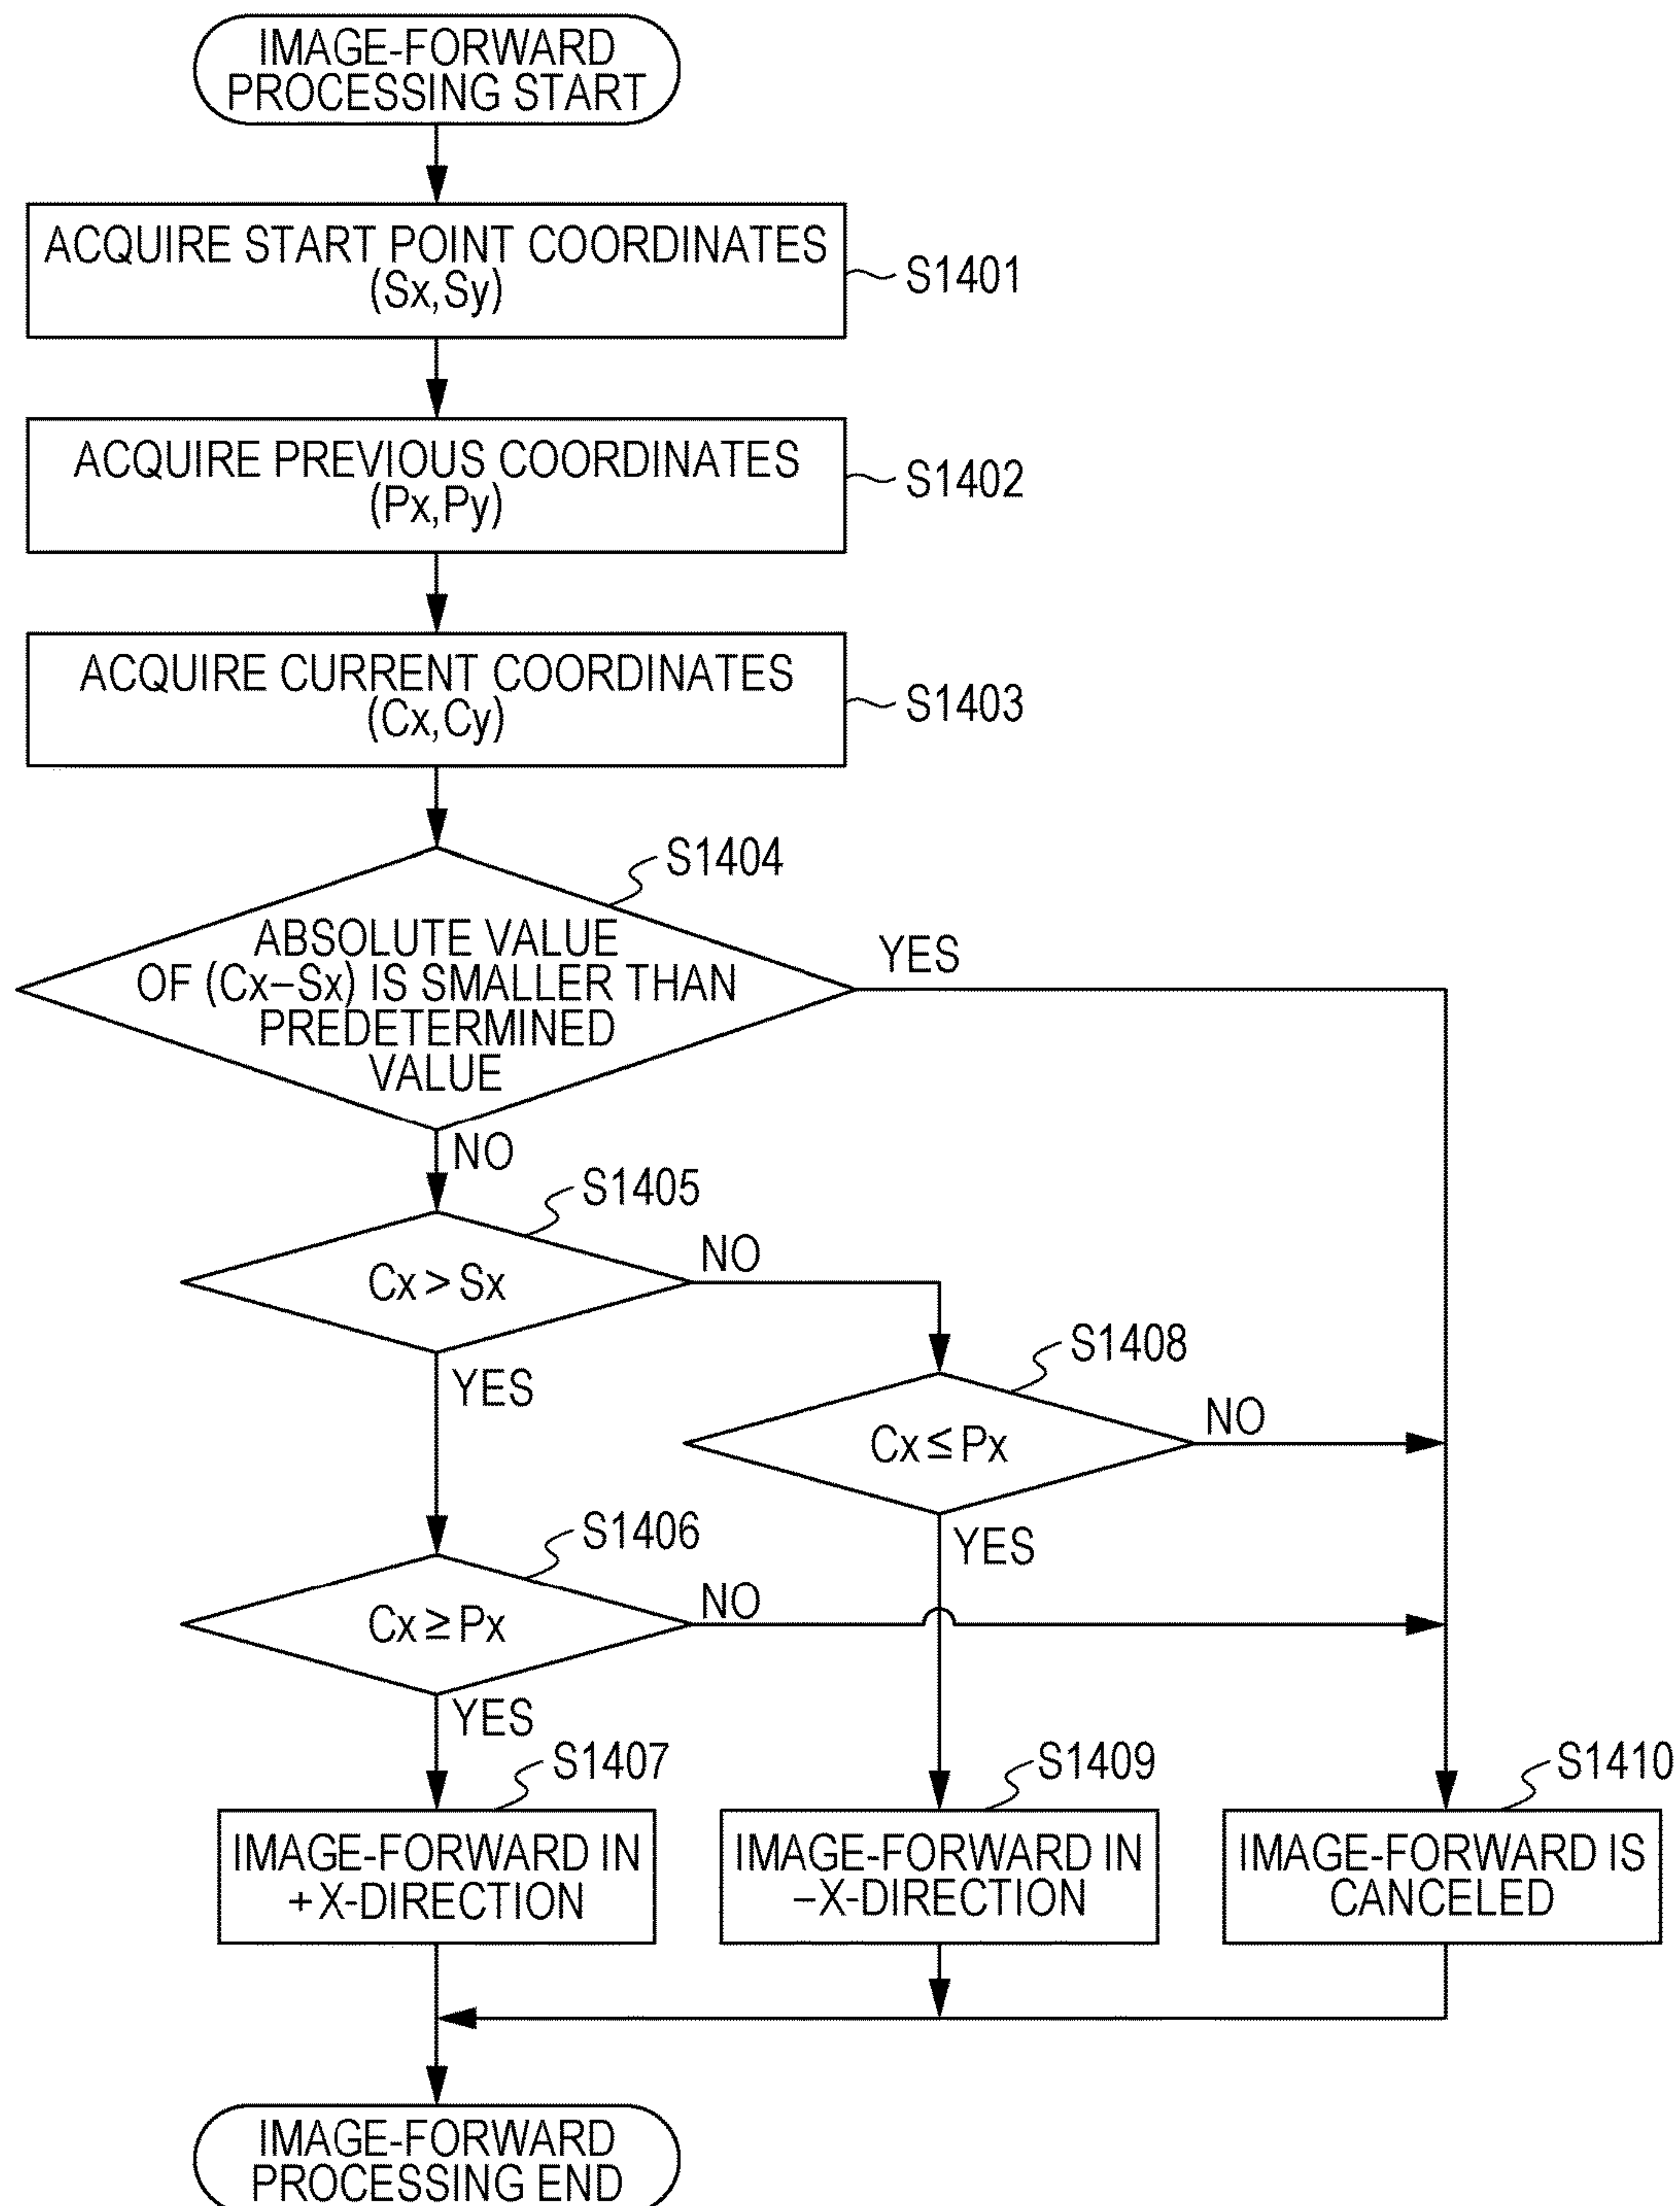 IMAGE-FORWARD
PROCESSING START
ACQUIRE START POINT COORDINATES
(Sx,Sy)
S1401
ACQUIRE PREVIOUS COORDINATES
(Px,Py)
S1402
ACQUIRE CURRENT COORDINATES
(Cx,Cy)
S1403
S1404
ABSOLUTE VALUE
OF (Cx–Sx) IS SMALLER THAN
PREDETERMINED
VALUE
YES
NO
S1405
Cx > Sx
NO
YES
S1408
Cx ≤ Px
NO
YES
S1406
Cx ≥ Px
NO
YES
S1407
IMAGE-FORWARD IN
+X-DIRECTION
S1409
IMAGE-FORWARD IN
–X-DIRECTION
S1410
IMAGE-FORWARD IS
CANCELED
IMAGE-FORWARD
PROCESSING END